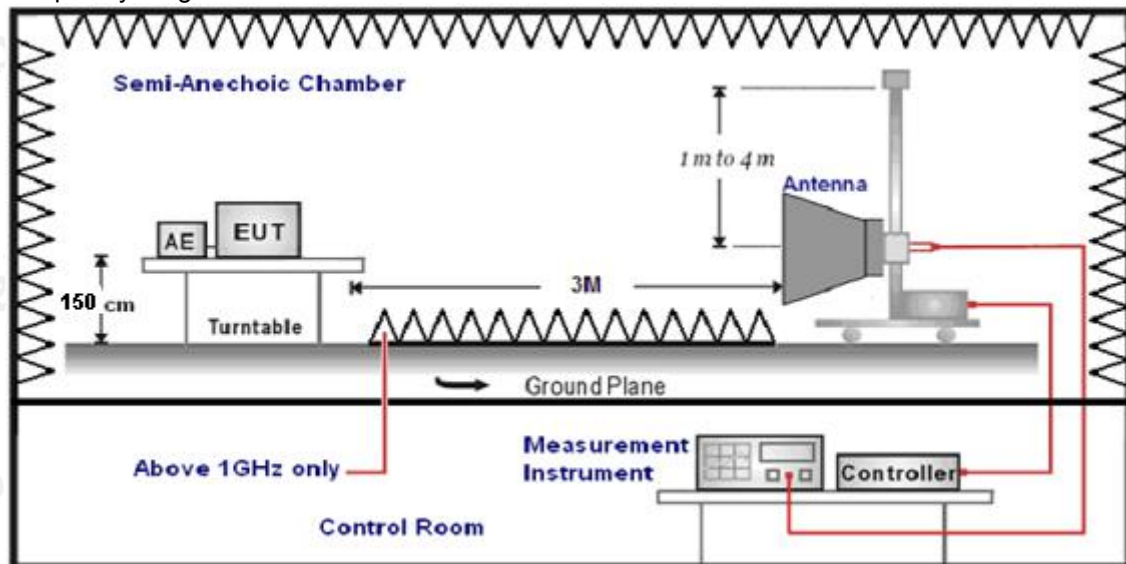 Semi-Anechoic Chamber
1 m to 4 m
Antenna
AE
EUT
150 cm
3M
Turntable
Ground Plane
Above 1GHz only
Measurement
Instrument
Controller
Control Room